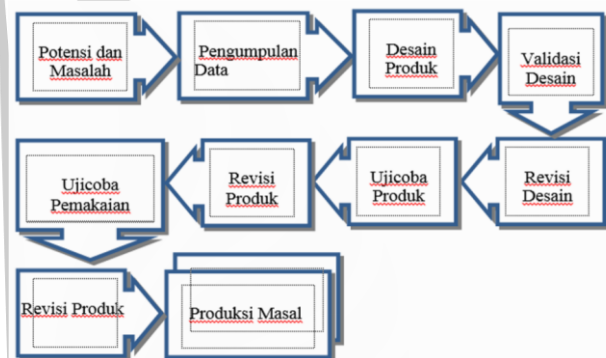 Potensi dan
Masalah
Pengumpulan
Data
Desain
Produk
Validasi
Desain
Revisi
Desain
Ujicoba
Produk
Revisi
Produk
Ujicoba
Pemakaian
Revisi Produk
Produksi Masal